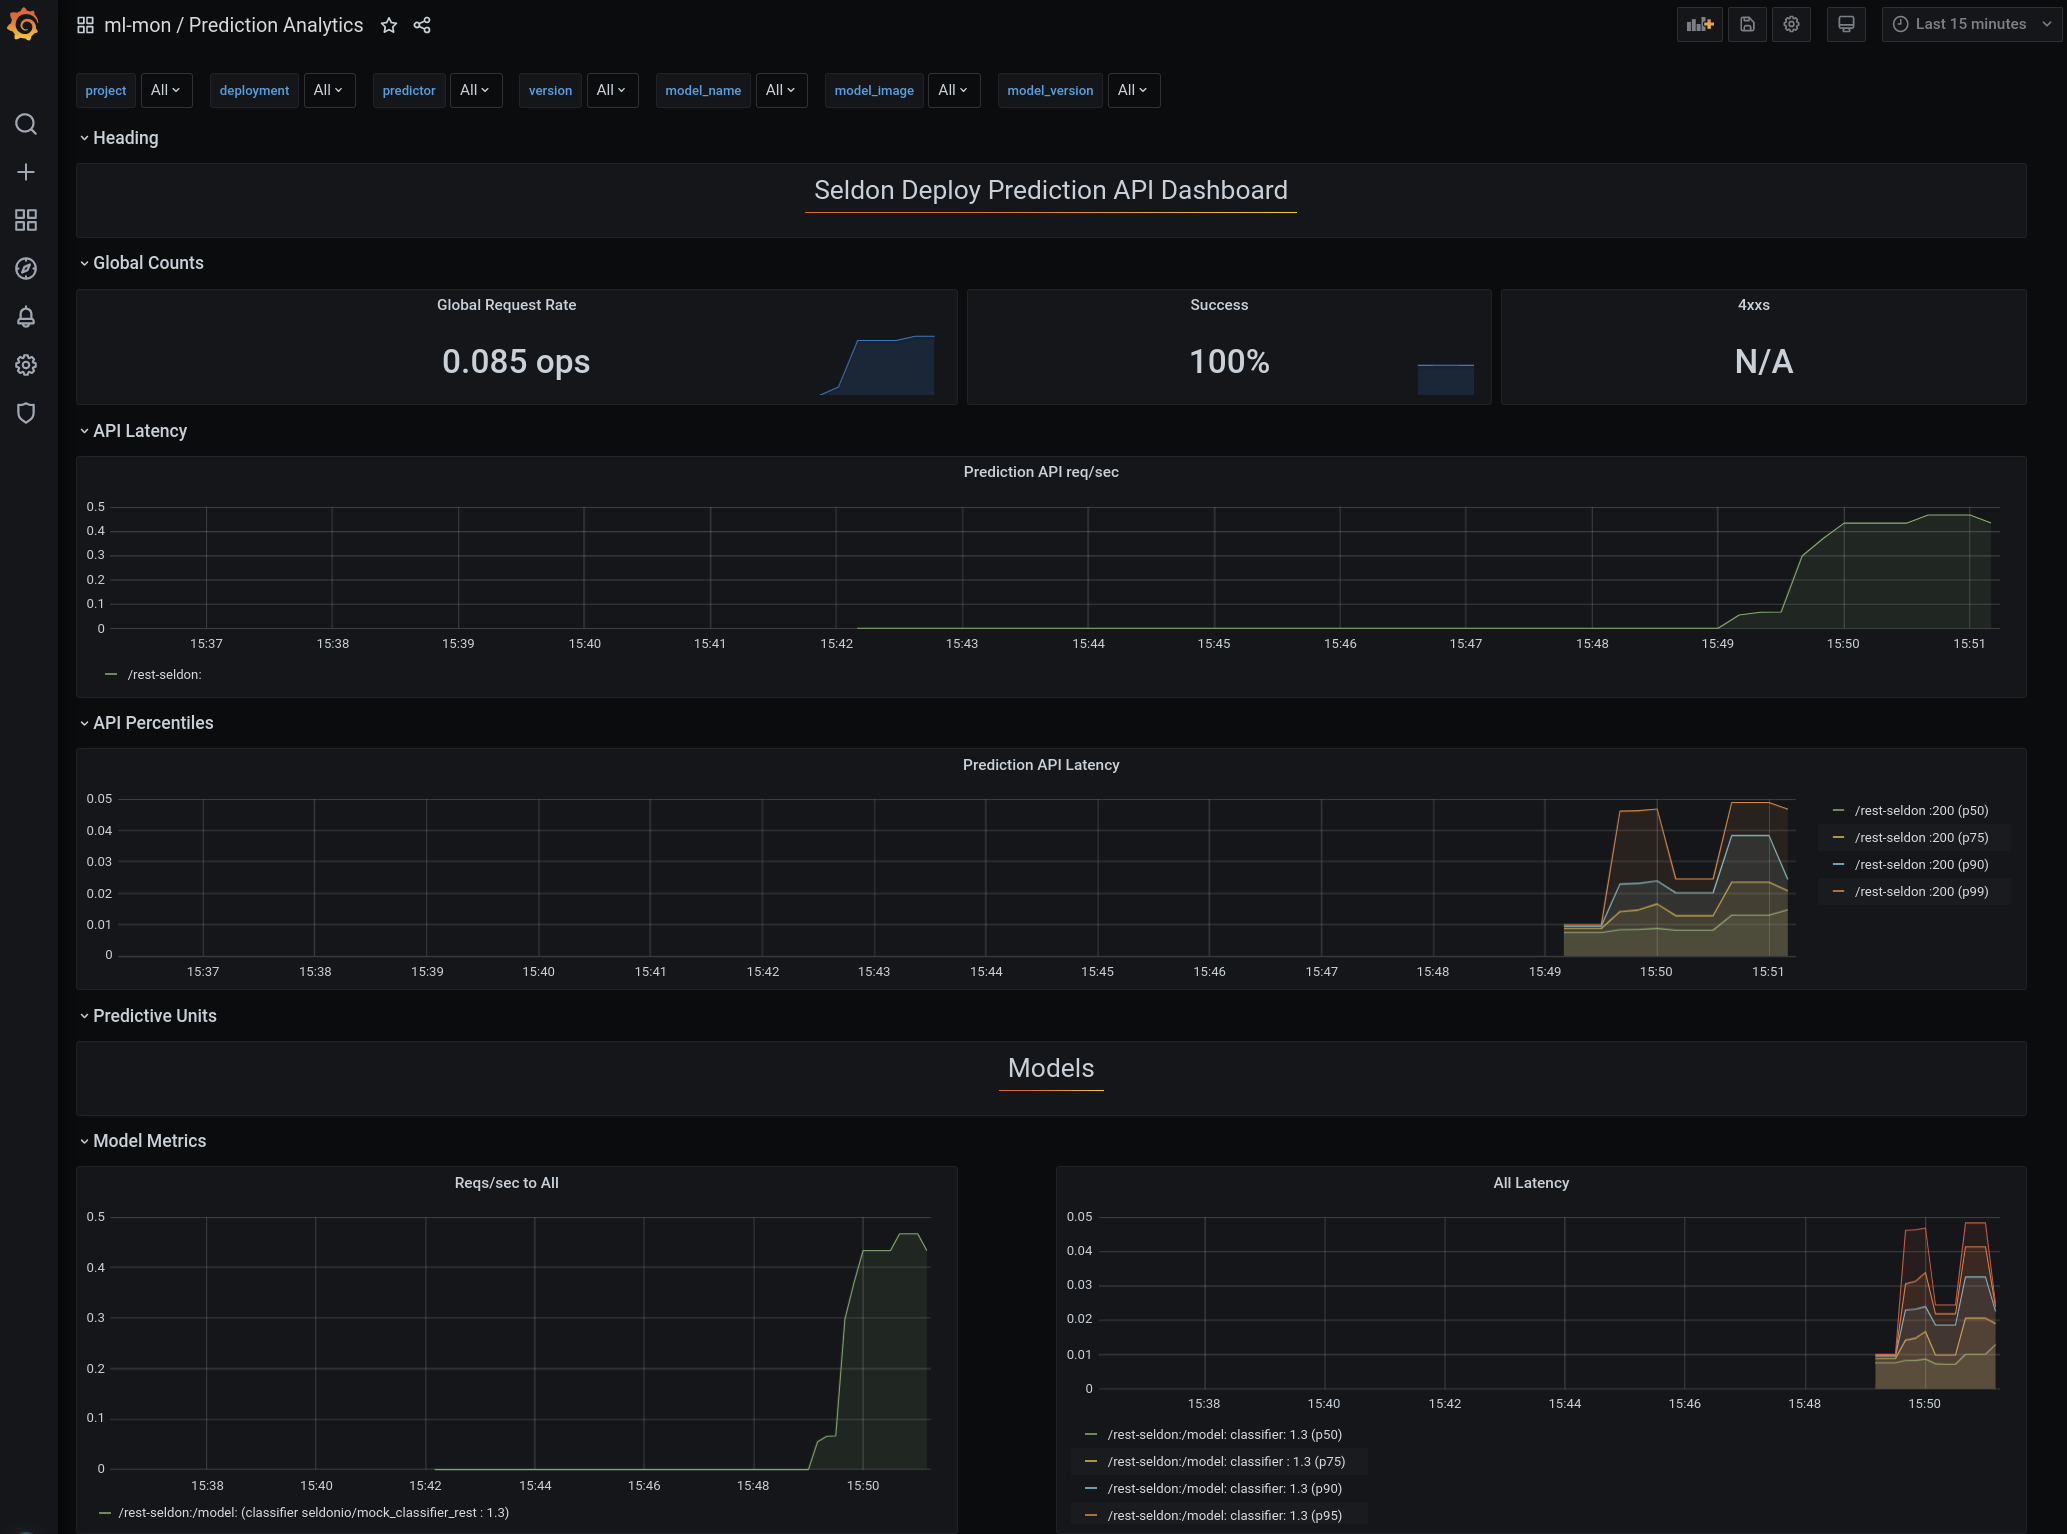 ml-mon / Prediction Analytics
Last 15 minutes
project All deployment All predictor All version All model_name All model_image All model_version All
Heading
Seldon Deploy Prediction API Dashboard
Global Counts
Global Request Rate
0.085 ops
Success
100%
4xxs
N/A
API Latency
Prediction API req/sec
0.5
0.4
0.3
0.2
0.1
0
15:37 15:38 15:39 15:40 15:41 15:42 15:43 15:44 15:45 15:46 15:47 15:48 15:49 15:50 15:51
/rest-seldon:
API Percentiles
Prediction API Latency
0.05
0.04
0.03
0.02
0.01
0
15:37 15:38 15:39 15:40 15:41 15:42 15:43 15:44 15:45 15:46 15:47 15:48 15:49 15:50 15:51
/rest-seldon :200 (p50)
/rest-seldon :200 (p75)
/rest-seldon :200 (p90)
/rest-seldon :200 (p99)
Predictive Units
Models
Model Metrics
Reqs/sec to All
0.5
0.4
0.3
0.2
0.1
0
15:38 15:40 15:42 15:44 15:46 15:48 15:50
/rest-seldon:/model: (classifier seldonio/mock_classifier_rest : 1.3)
All Latency
0.05
0.04
0.03
0.02
0.01
0
15:38 15:40 15:42 15:44 15:46 15:48 15:50
/rest-seldon:/model: classifier: 1.3 (p50)
/rest-seldon:/model: classifier : 1.3 (p75)
/rest-seldon:/model: classifier: 1.3 (p90)
/rest-seldon:/model: classifier: 1.3 (p95)